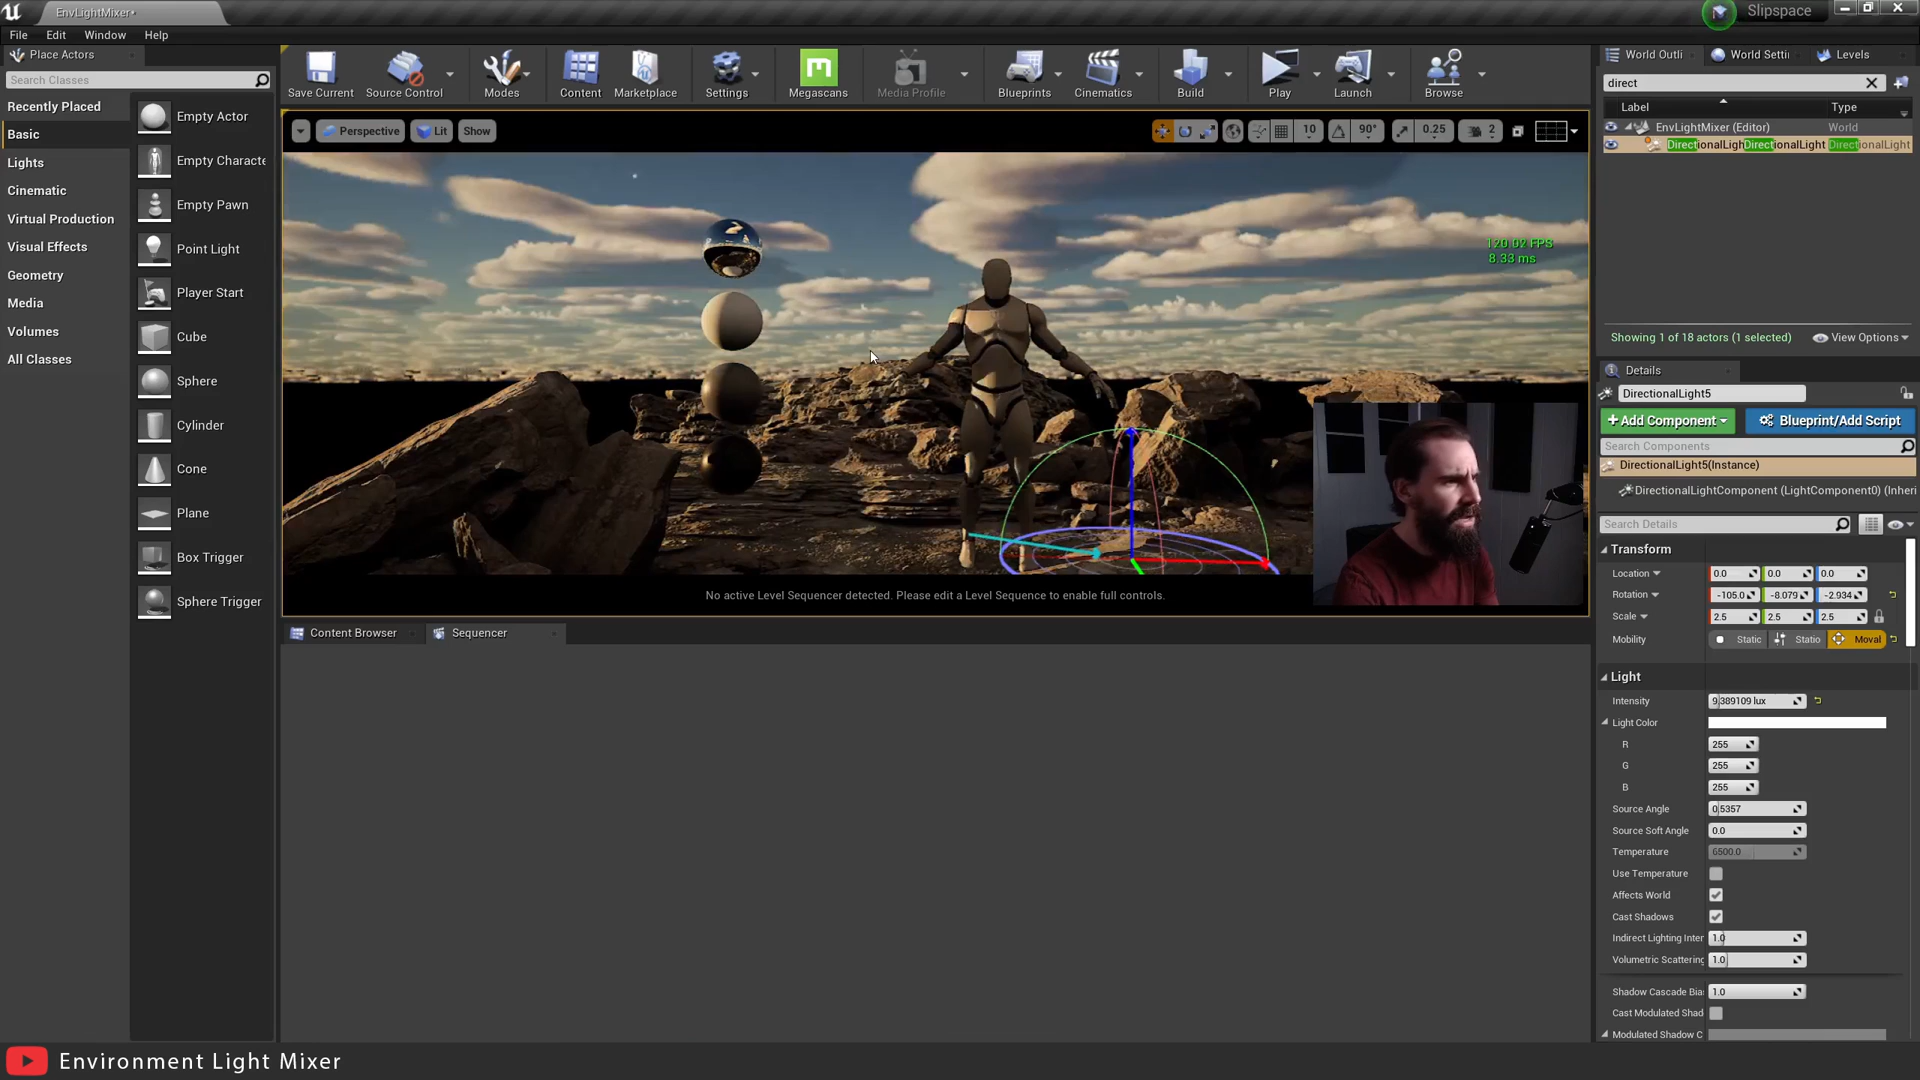 EnvLightMixer•
Slipspace
File Edit Window Help
Place Actors
Search Classes
Recently Placed
Basic
Lights
Cinematic
Virtual Production
Visual Effects
Geometry
Media
Volumes
All Classes
Empty Actor
Empty Characte
Empty Pawn
Point Light
Player Start
Cube
Sphere
Cylinder
Cone
Plane
Box Trigger
Sphere Trigger
Save Current
Source Control
Modes
Content
Marketplace
Settings
Megascans
Media Profile
Blueprints
Cinematics
Build
Play
Launch
Browse
Perspective
Lit
Show
10
90°
0.25
2
120.02 FPS
8.33 ms
No active Level Sequencer detected. Please edit a Level Sequence to enable full controls.
Content Browser
Sequencer
World Outli
World Setti
Levels
direct
Label
Type
EnvLightMixer (Editor)
World
DirectionalLigh DirectionalLight DirectionalLight
Showing 1 of 18 actors (1 selected)
View Options
Details
DirectionalLight5
+Add Component
Blueprint/Add Script
Search Components
DirectionalLight5(Instance)
DirectionalLightComponent (LightComponent0) (Inheri
Search Details
Transform
Location 0.0 0.0 0.0
Rotation -105.0 -8.079 -2.934
Scale 2.5 2.5 2.5
Mobility Static Statio Moval
Light
Intensity 9.389109 lux
Light Color
R 255
G 255
B 255
Source Angle 0.5357
Source Soft Angle 0.0
Temperature 6500.0
Use Temperature
Affects World
Cast Shadows
Indirect Lighting Inter 1.0
Volumetric Scattering 1.0
Shadow Cascade Bia 1.0
Cast Modulated Shad
Modulated Shadow C
Environment Light Mixer